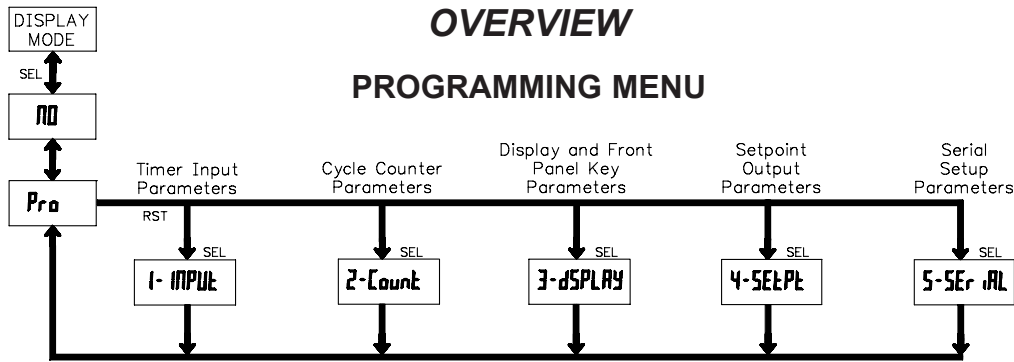 OVERVIEW
PROGRAMMING MENU
DISPLAY
MODE
SEL
NO
Pro
RST
Timer Input
Parameters
Cycle Counter
Parameters
Display and Front
Panel Key
Parameters
Setpoint
Output
Parameters
Serial
Setup
Parameters
SEL
1-INPUt
SEL
2-Count
SEL
3-dSPLAY
SEL
4-SEtPt
SEL
5-SEriAL